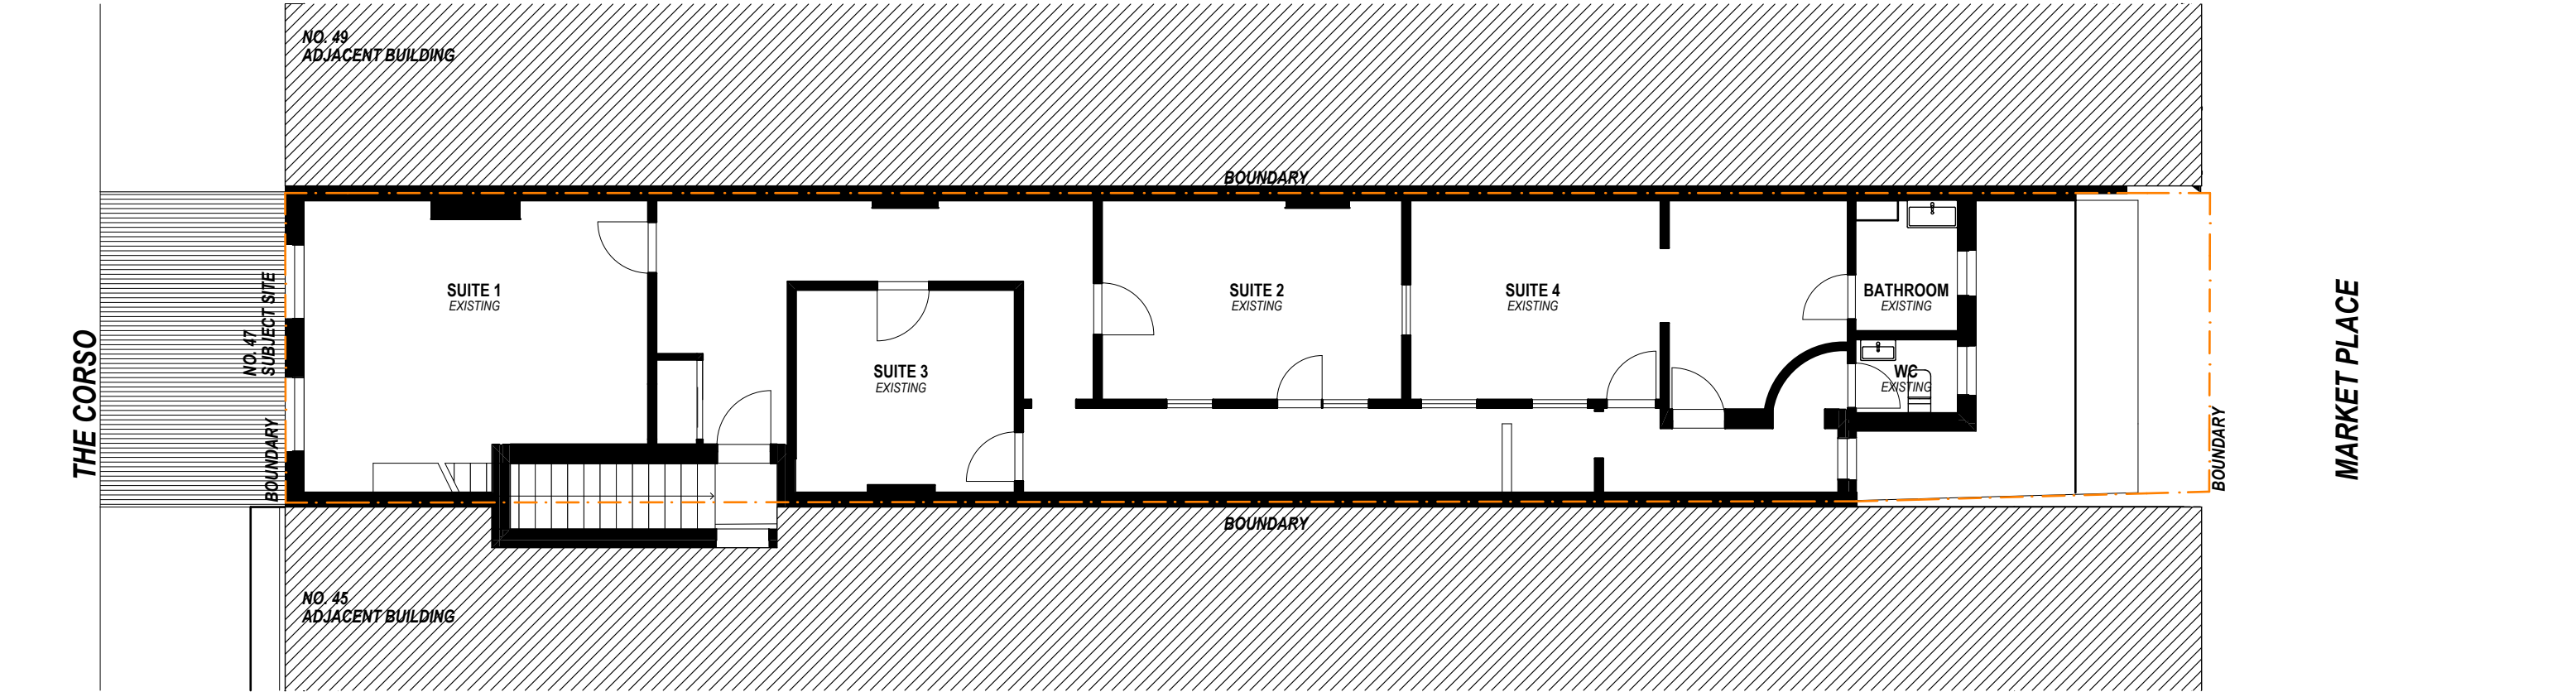 NO. 49
ADJACENT BUILDING
BOUNDARY
THE CORSO
NO. 47
SUBJECT SITE
BOUNDARY
SUITE 1
EXISTING
SUITE 3
EXISTING
SUITE 2
EXISTING
SUITE 4
EXISTING
BATHROOM
EXISTING
WC
EXISTING
BOUNDARY
MARKET PLACE
BOUNDARY
NO. 45
ADJACENT BUILDING